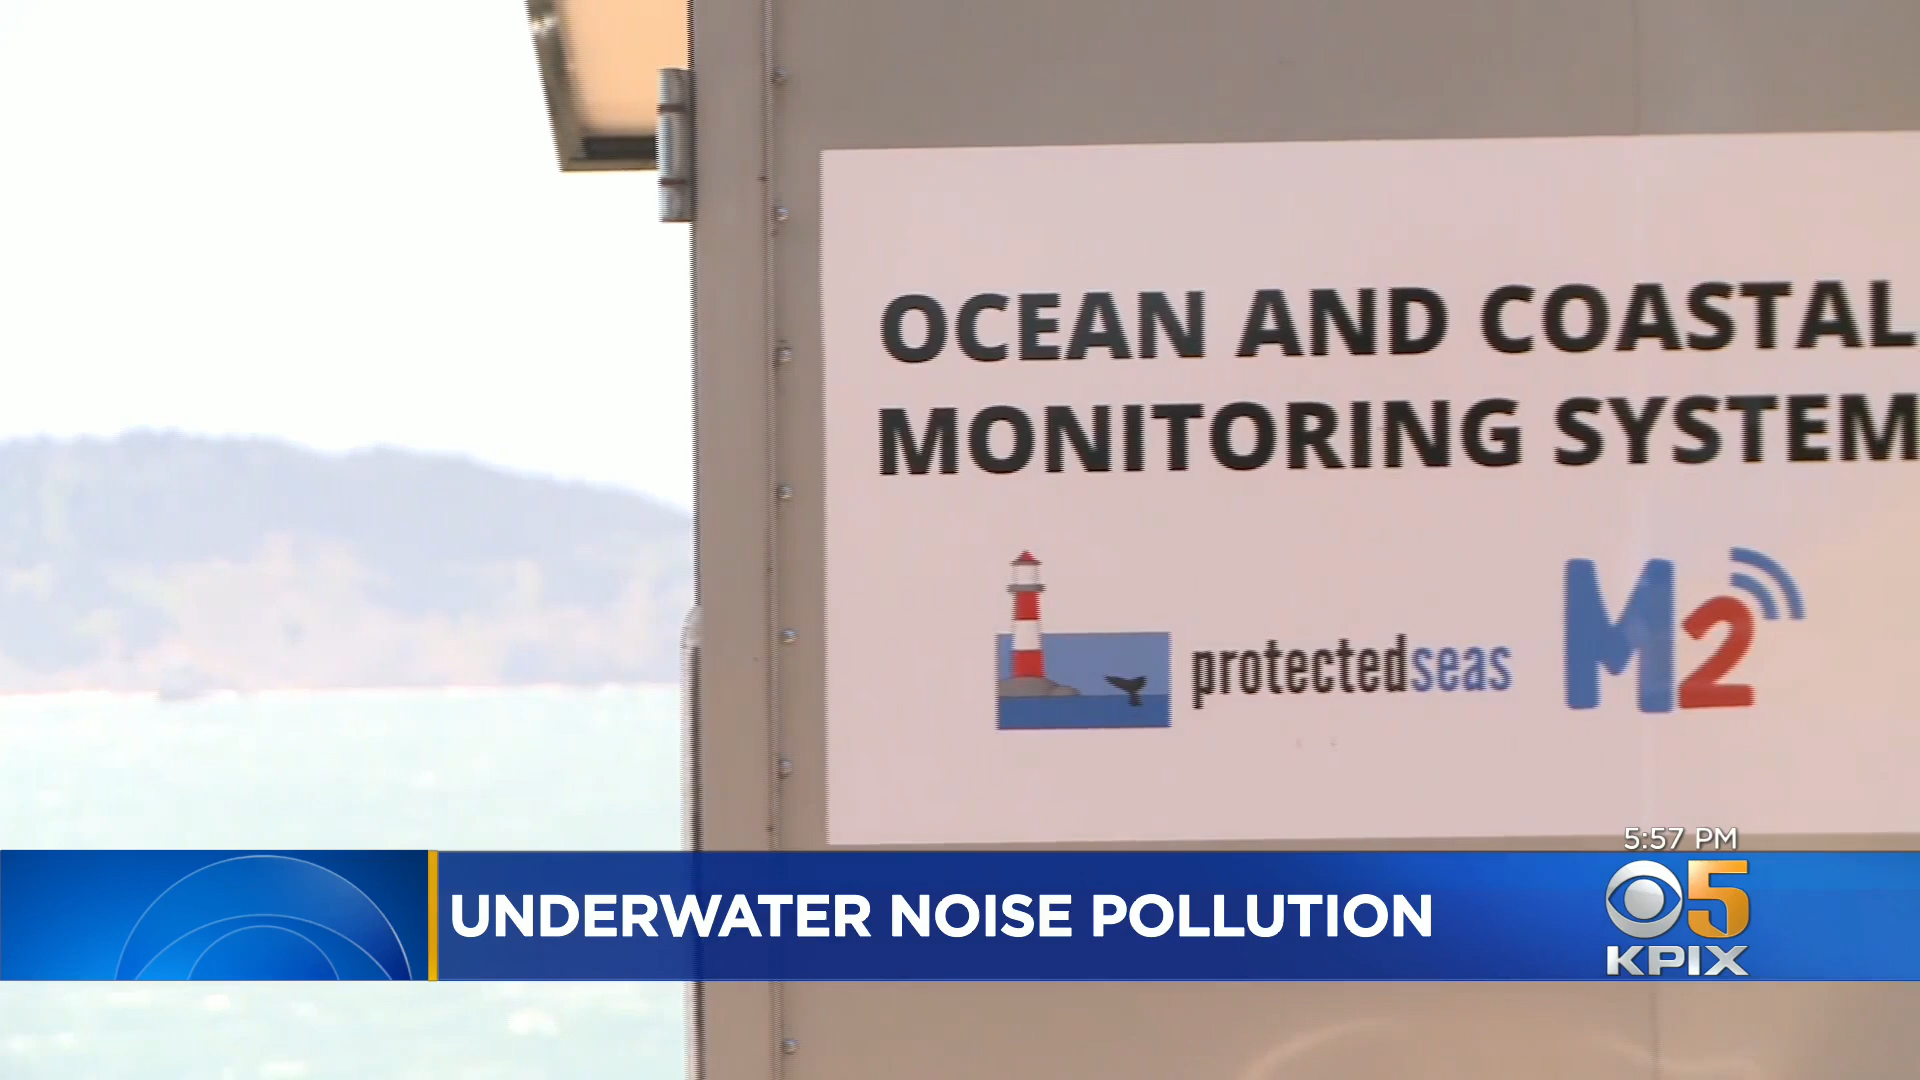 OCEAN AND COASTAL
MONITORING SYSTEM
protectedseas
M2
5:57 PM
UNDERWATER NOISE POLLUTION
5
KPIX